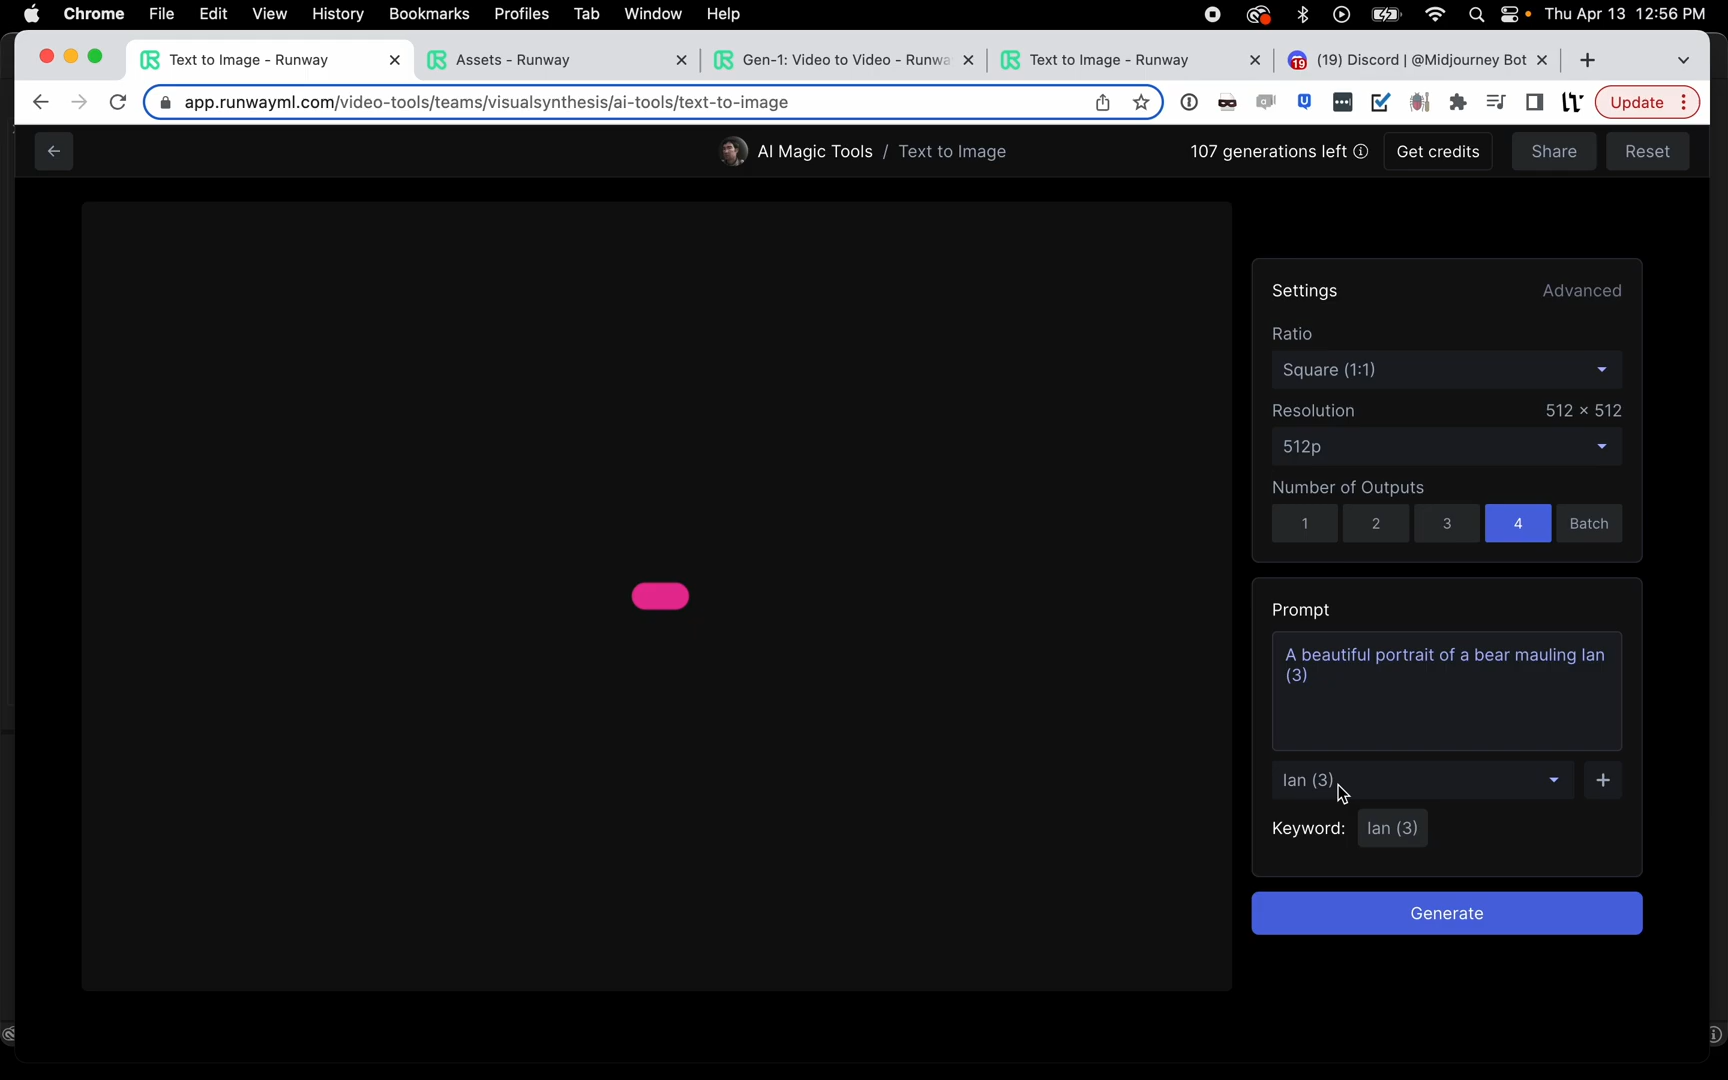 Chrome File Edit View History Bookmarks Profiles Tab Window Help Thu Apr 13 12:56 PM
Text to Image - Runway Assets - Runway Gen-1: Video to Video - Runwa Text to Image - Runway 19 (19) Discord | @Midjourney Bot
app.runwayml.com/video-tools/teams/visualsynthesis/ai-tools/text-to-image Update
AI Magic Tools / Text to Image 107 generations left Get credits Share Reset
Settings Advanced
Ratio
Square (1:1)
Resolution 512 × 512
512p
Number of Outputs
1 2 3 4 Batch
Prompt
A beautiful portrait of a bear mauling Ian
(3)
Ian (3)
Keyword: Ian (3)
Generate